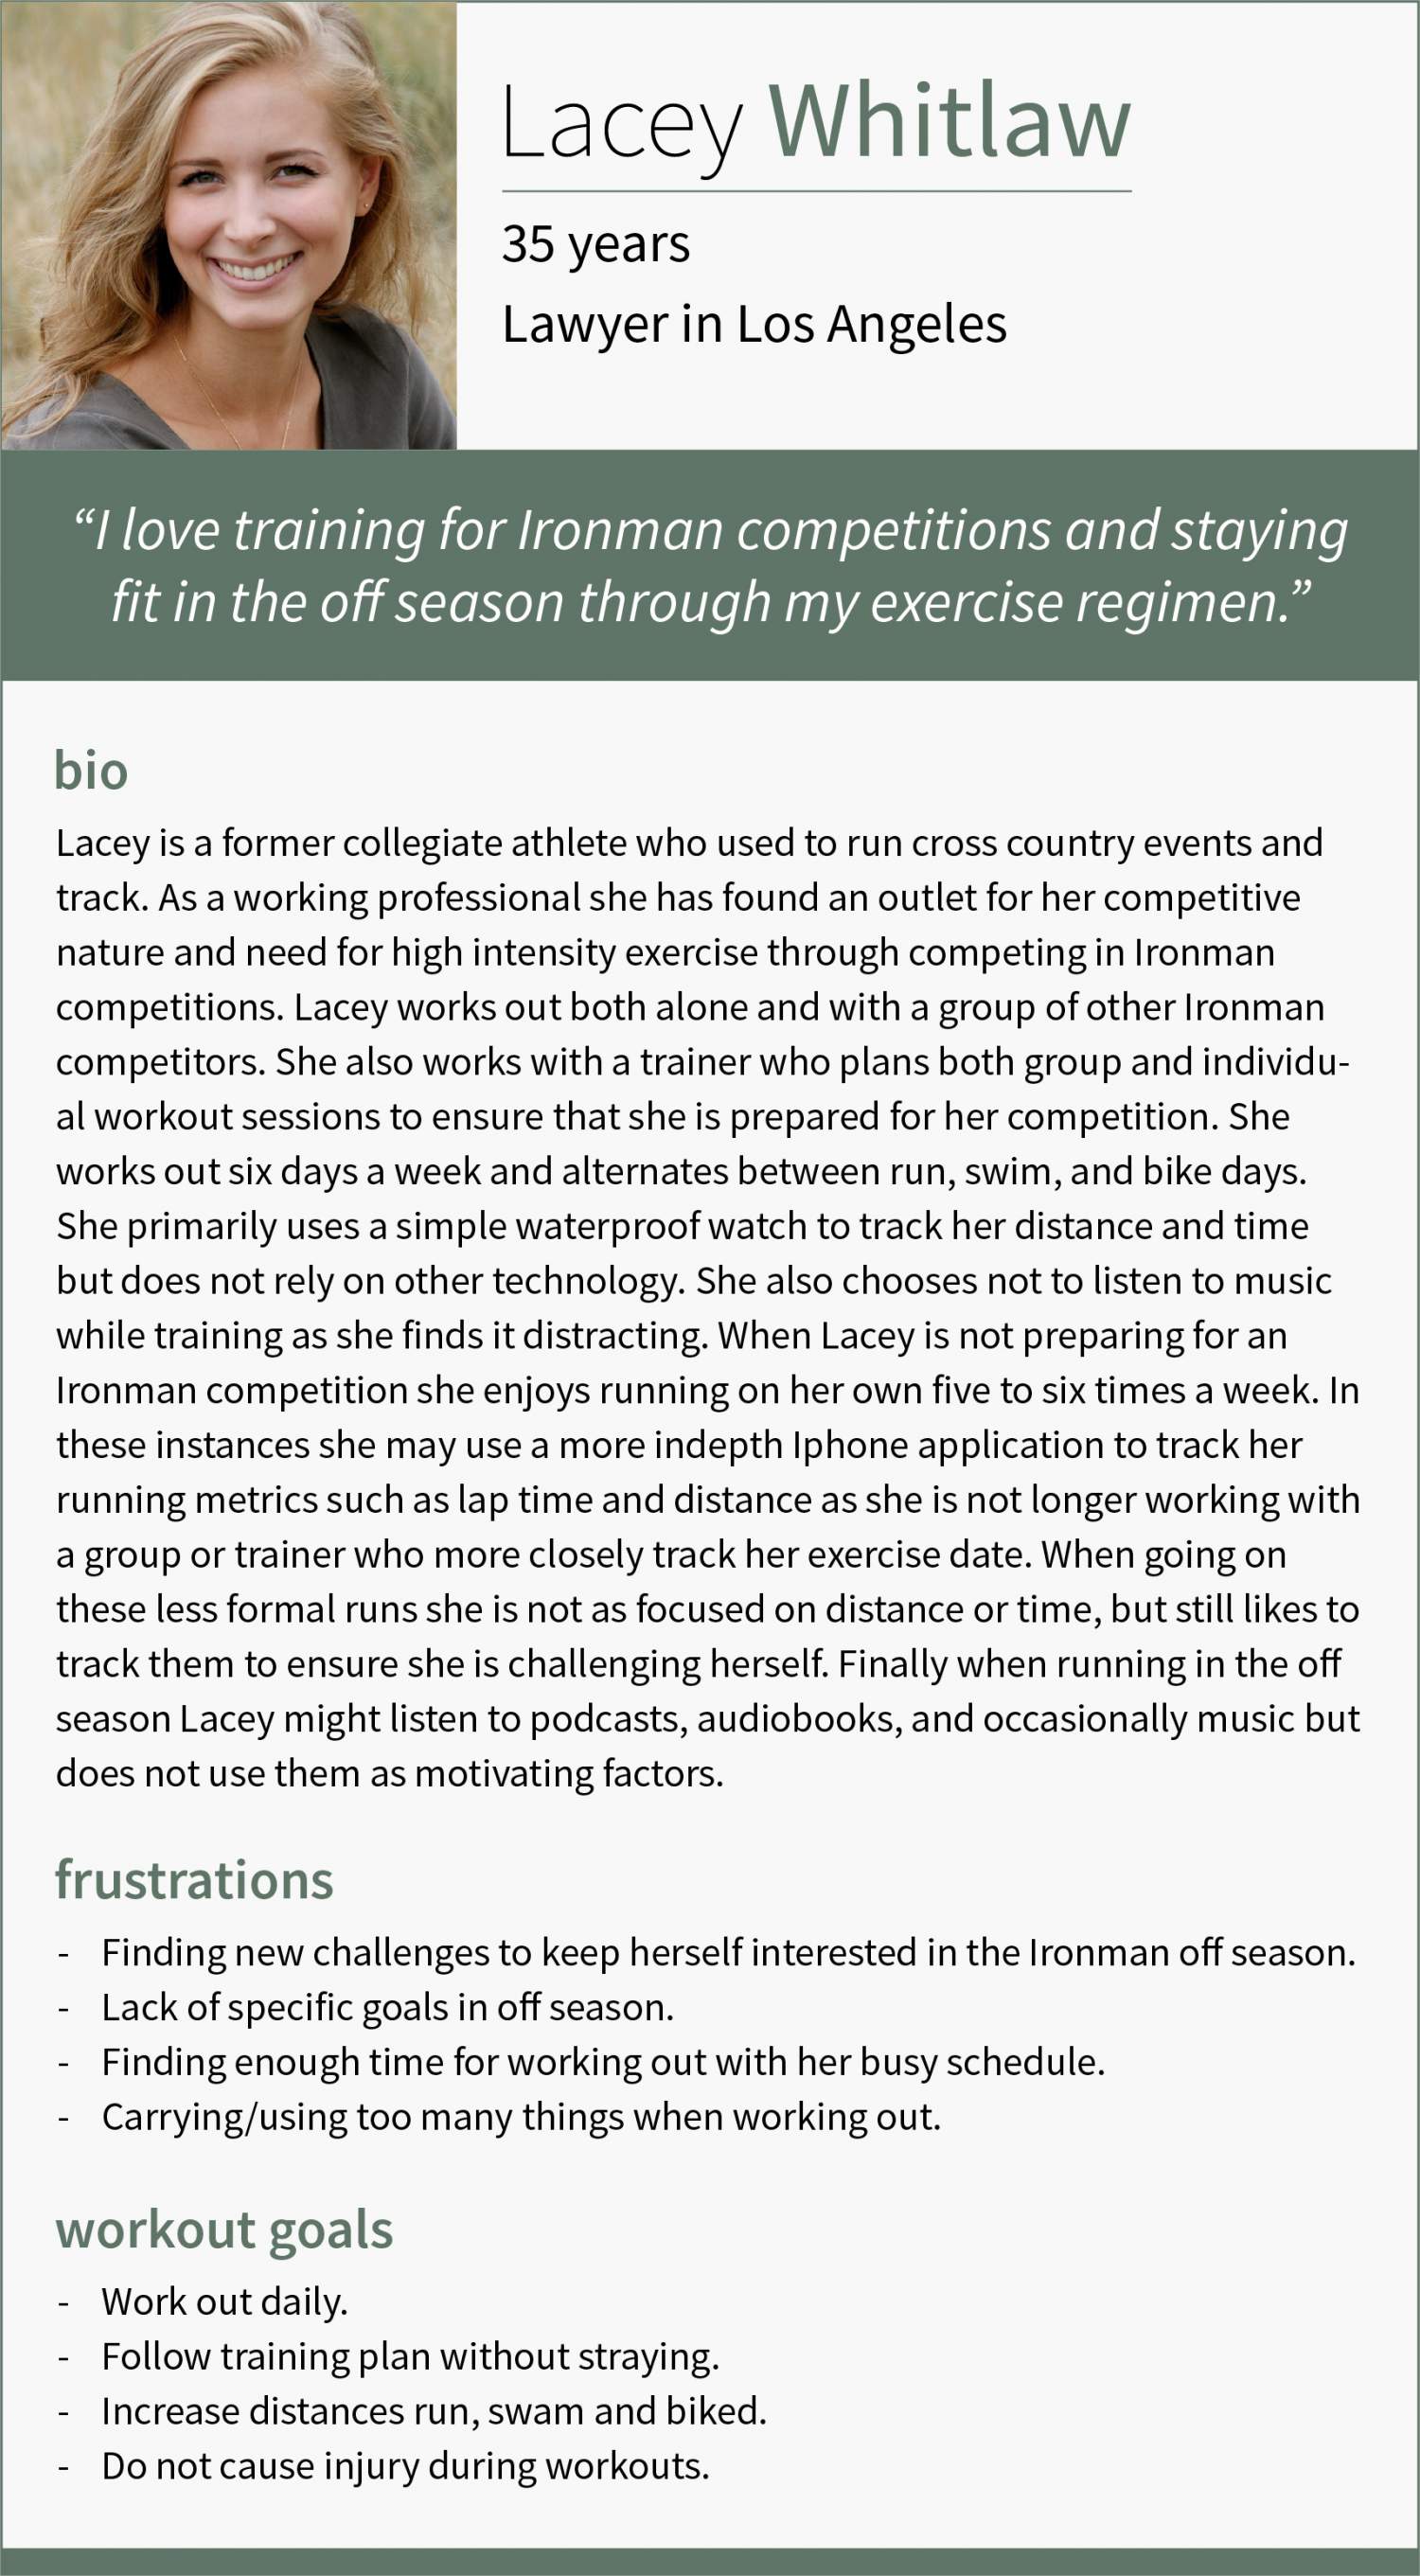 Lacey Whitlaw
35 years
Lawyer in Los Angeles
“I love training for Ironman competitions and staying
fit in the off season through my exercise regimen.”
bio
Lacey is a former collegiate athlete who used to run cross country events and
track. As a working professional she has found an outlet for her competitive
nature and need for high intensity exercise through competing in Ironman
competitions. Lacey works out both alone and with a group of other Ironman
competitors. She also works with a trainer who plans both group and individu-
al workout sessions to ensure that she is prepared for her competition. She
works out six days a week and alternates between run, swim, and bike days.
She primarily uses a simple waterproof watch to track her distance and time
but does not rely on other technology. She also chooses not to listen to music
while training as she finds it distracting. When Lacey is not preparing for an
Ironman competition she enjoys running on her own five to six times a week. In
these instances she may use a more indepth Iphone application to track her
running metrics such as lap time and distance as she is not longer working with
a group or trainer who more closely track her exercise date. When going on
these less formal runs she is not as focused on distance or time, but still likes to
track them to ensure she is challenging herself. Finally when running in the off
season Lacey might listen to podcasts, audiobooks, and occasionally music but
does not use them as motivating factors.
frustrations
- Finding new challenges to keep herself interested in the Ironman off season.
- Lack of specific goals in off season.
- Finding enough time for working out with her busy schedule.
- Carrying/using too many things when working out.
workout goals
- Work out daily.
- Follow training plan without straying.
- Increase distances run, swam and biked.
- Do not cause injury during workouts.